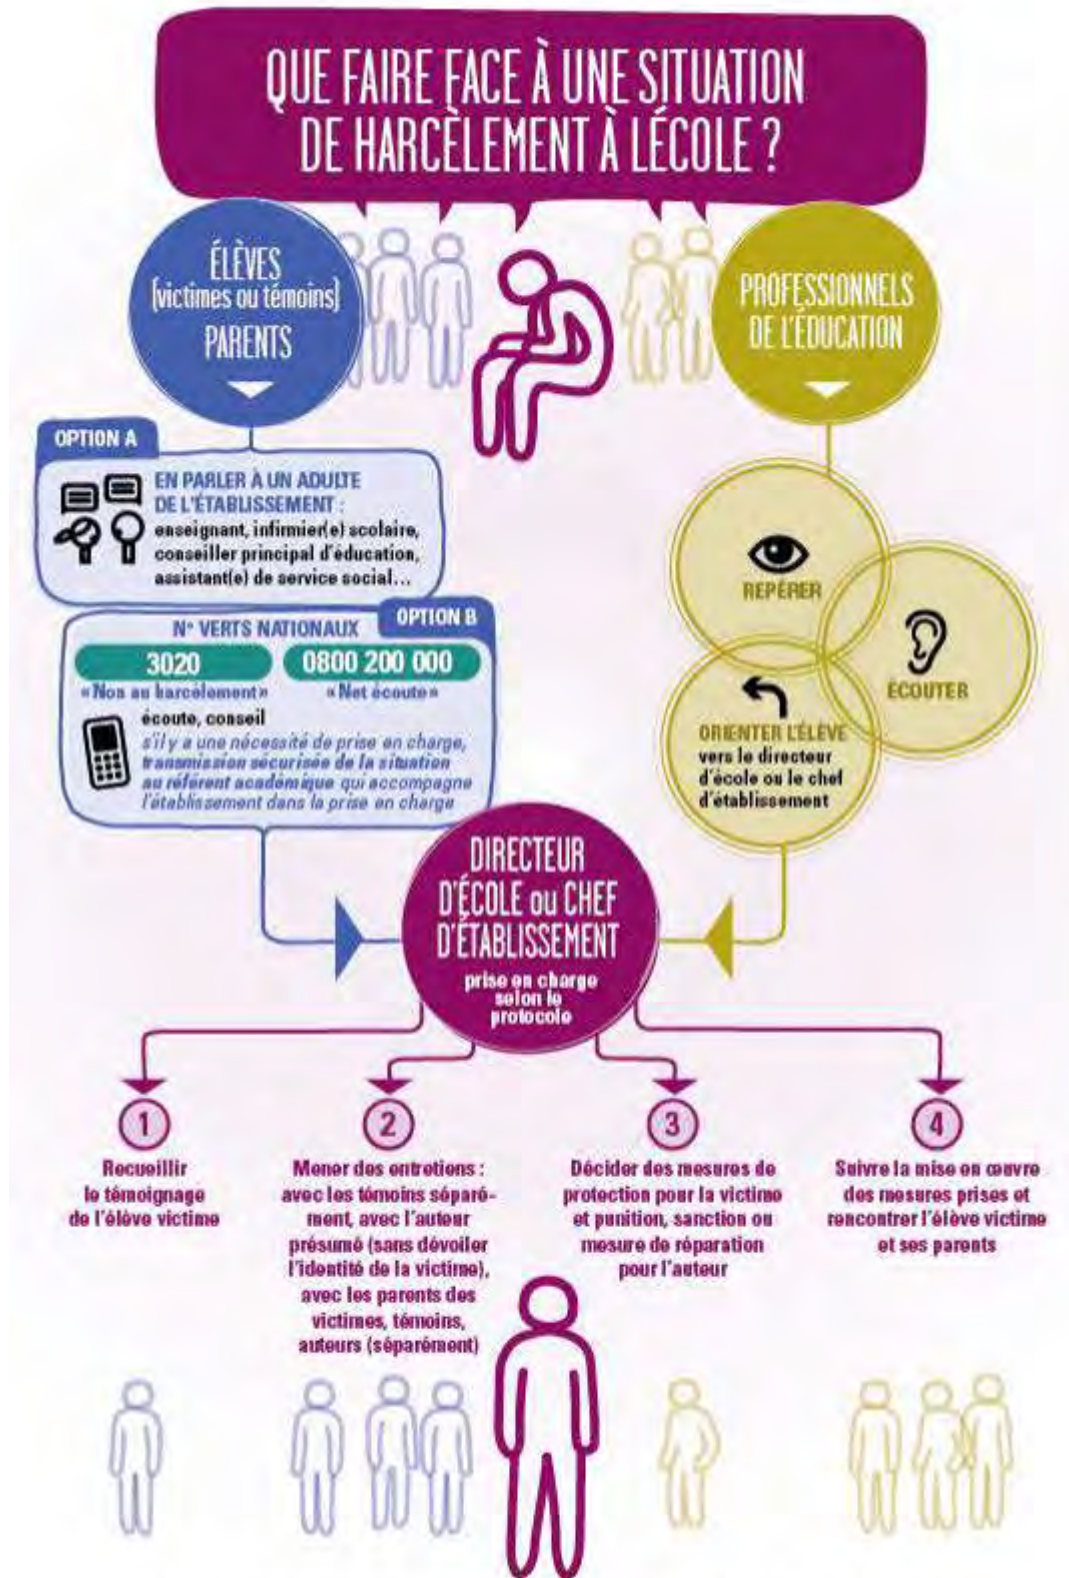 QUE FAIRE FACE À UNE SITUATION
DE HARCÈLEMENT À LÉCOLE ?
ÉLÈVES
(victimes ou témoins)
PARENTS
PROFESSIONNELS
DE L'ÉDUCATION
OPTION A
EN PARLER À UN ADULTE
DE L'ÉTABLISSEMENT :
enseignant, infirmier(e) scolaire,
conseiller principal d'éducation,
assistant(e) de service social...
OPTION B
N° VERTS NATIONAUX
3020
0800 200 000
«Non au harcèlement»
«Net écoute»
écoute, conseil
s'il y a une nécessité de prise en charge,
transmission sécurisée de la situation
au référent académique qui accompagne
l'établissement dans la prise en charge
REPÉRER
ÉCOUTER
ORIENTER L'ÉLÈVE
vers le directeur
d'école ou le chef
d'établissement
DIRECTEUR
D'ÉCOLE ou CHEF
D'ÉTABLISSEMENT
prise en charge
selon le
protocole
1
Recueillir
le témoignage
de l'élève victime
2
Mener des entretiens :
avec les témoins séparé-
ment, avec l'auteur
présumé (sans dévoiler
l'identité de la victime),
avec les parents des
victimes, témoins,
auteurs (séparément)
3
Décider des mesures de
protection pour la victime
et punition, sanction ou
mesure de réparation
pour l'auteur
4
Suivre la mise en œuvre
des mesures prises et
rencontrer l'élève victime
et ses parents